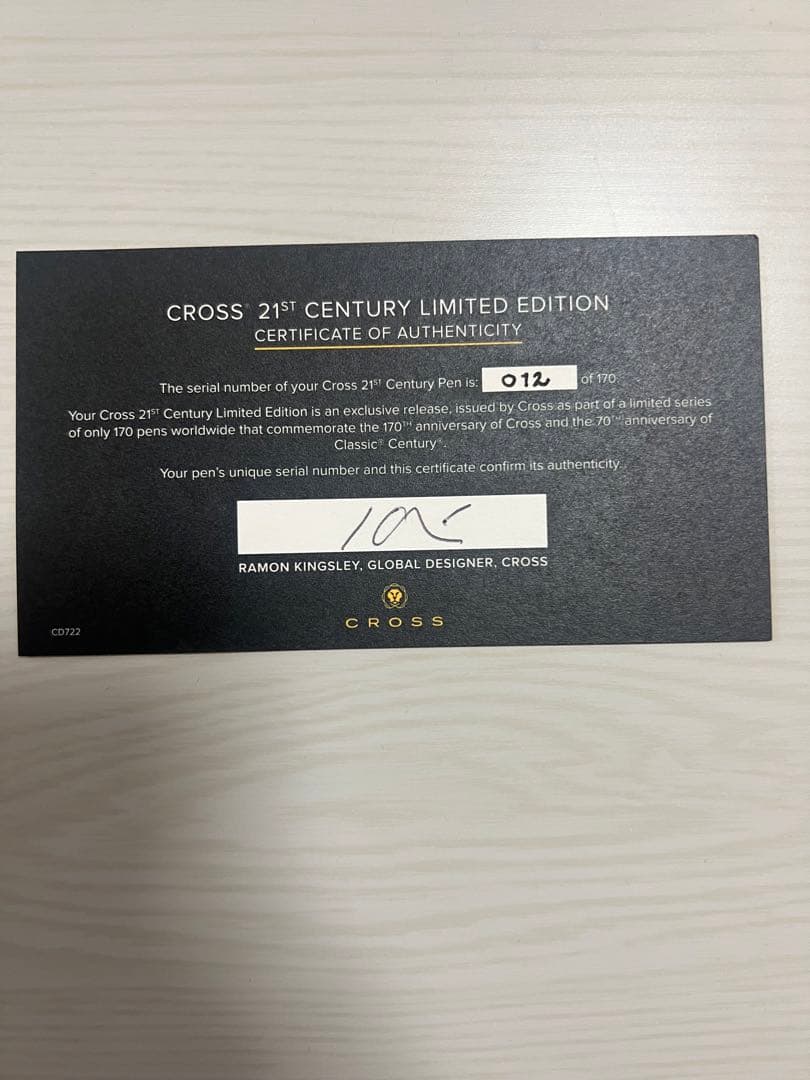 CROSS® 21ST CENTURY LIMITED EDITION
CERTIFICATE OF AUTHENTICITY
The serial number of your Cross 21ST Century Pen is: 012 of 170
Your Cross 21ST Century Limited Edition is an exclusive release, issued by Cross as part of a limited series
of only 170 pens worldwide that commemorate the 170TH anniversary of Cross and the 70TH anniversary of
Classic® Century®.
Your pen's unique serial number and this certificate confirm its authenticity.
RAMON KINGSLEY, GLOBAL DESIGNER, CROSS
CROSS
CD722